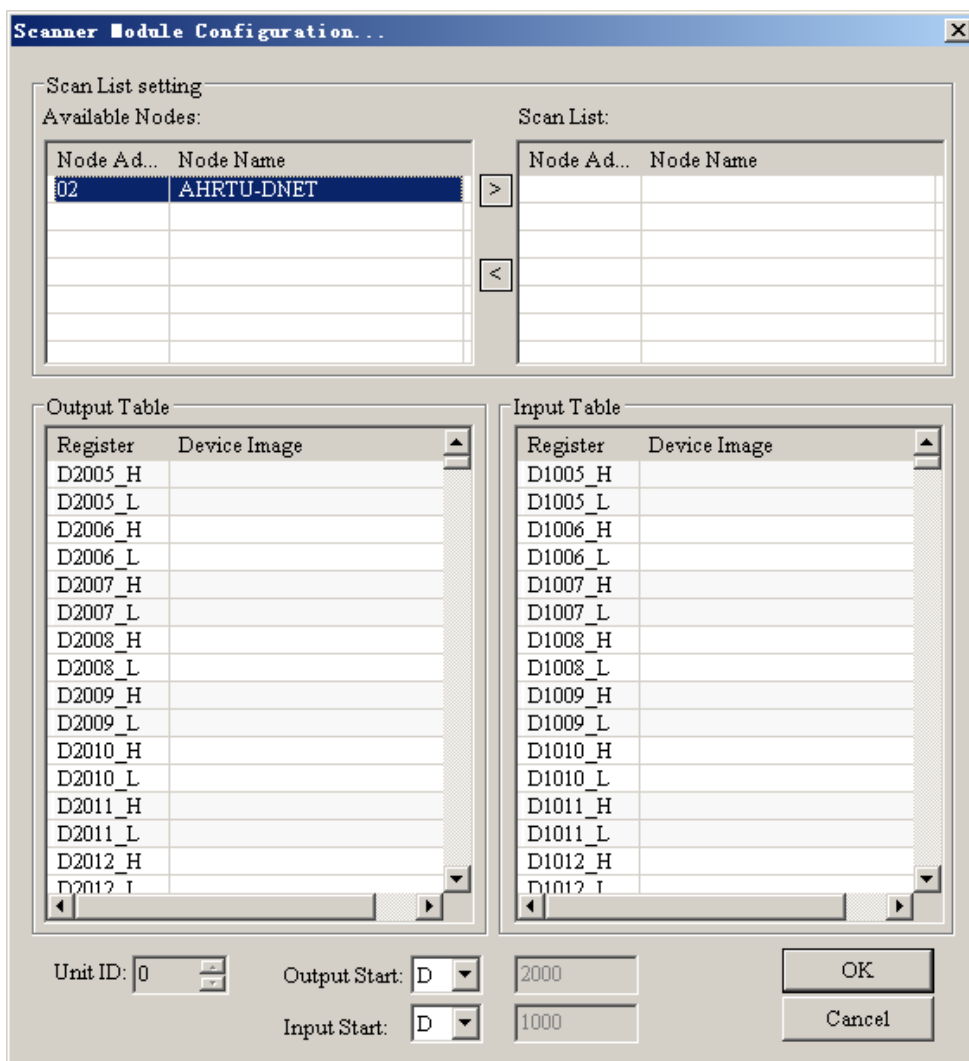 Scanner Module Configuration...
Scan List setting
Available Nodes:
Node Ad... Node Name
02 AHRTU-DNET
>
<
Scan List:
Node Ad... Node Name
Output Table
Register Device Image
D2005_H
D2005_L
D2006_H
D2006_L
D2007_H
D2007_L
D2008_H
D2008_L
D2009_H
D2009_L
D2010_H
D2010_L
D2011_H
D2011_L
D2012_H
D2012_L
Input Table
Register Device Image
D1005_H
D1005_L
D1006_H
D1006_L
D1007_H
D1007_L
D1008_H
D1008_L
D1009_H
D1009_L
D1010_H
D1010_L
D1011_H
D1011_L
D1012_H
D1012_L
Unit ID: 0
Output Start: D 2000
Input Start: D 1000
OK
Cancel